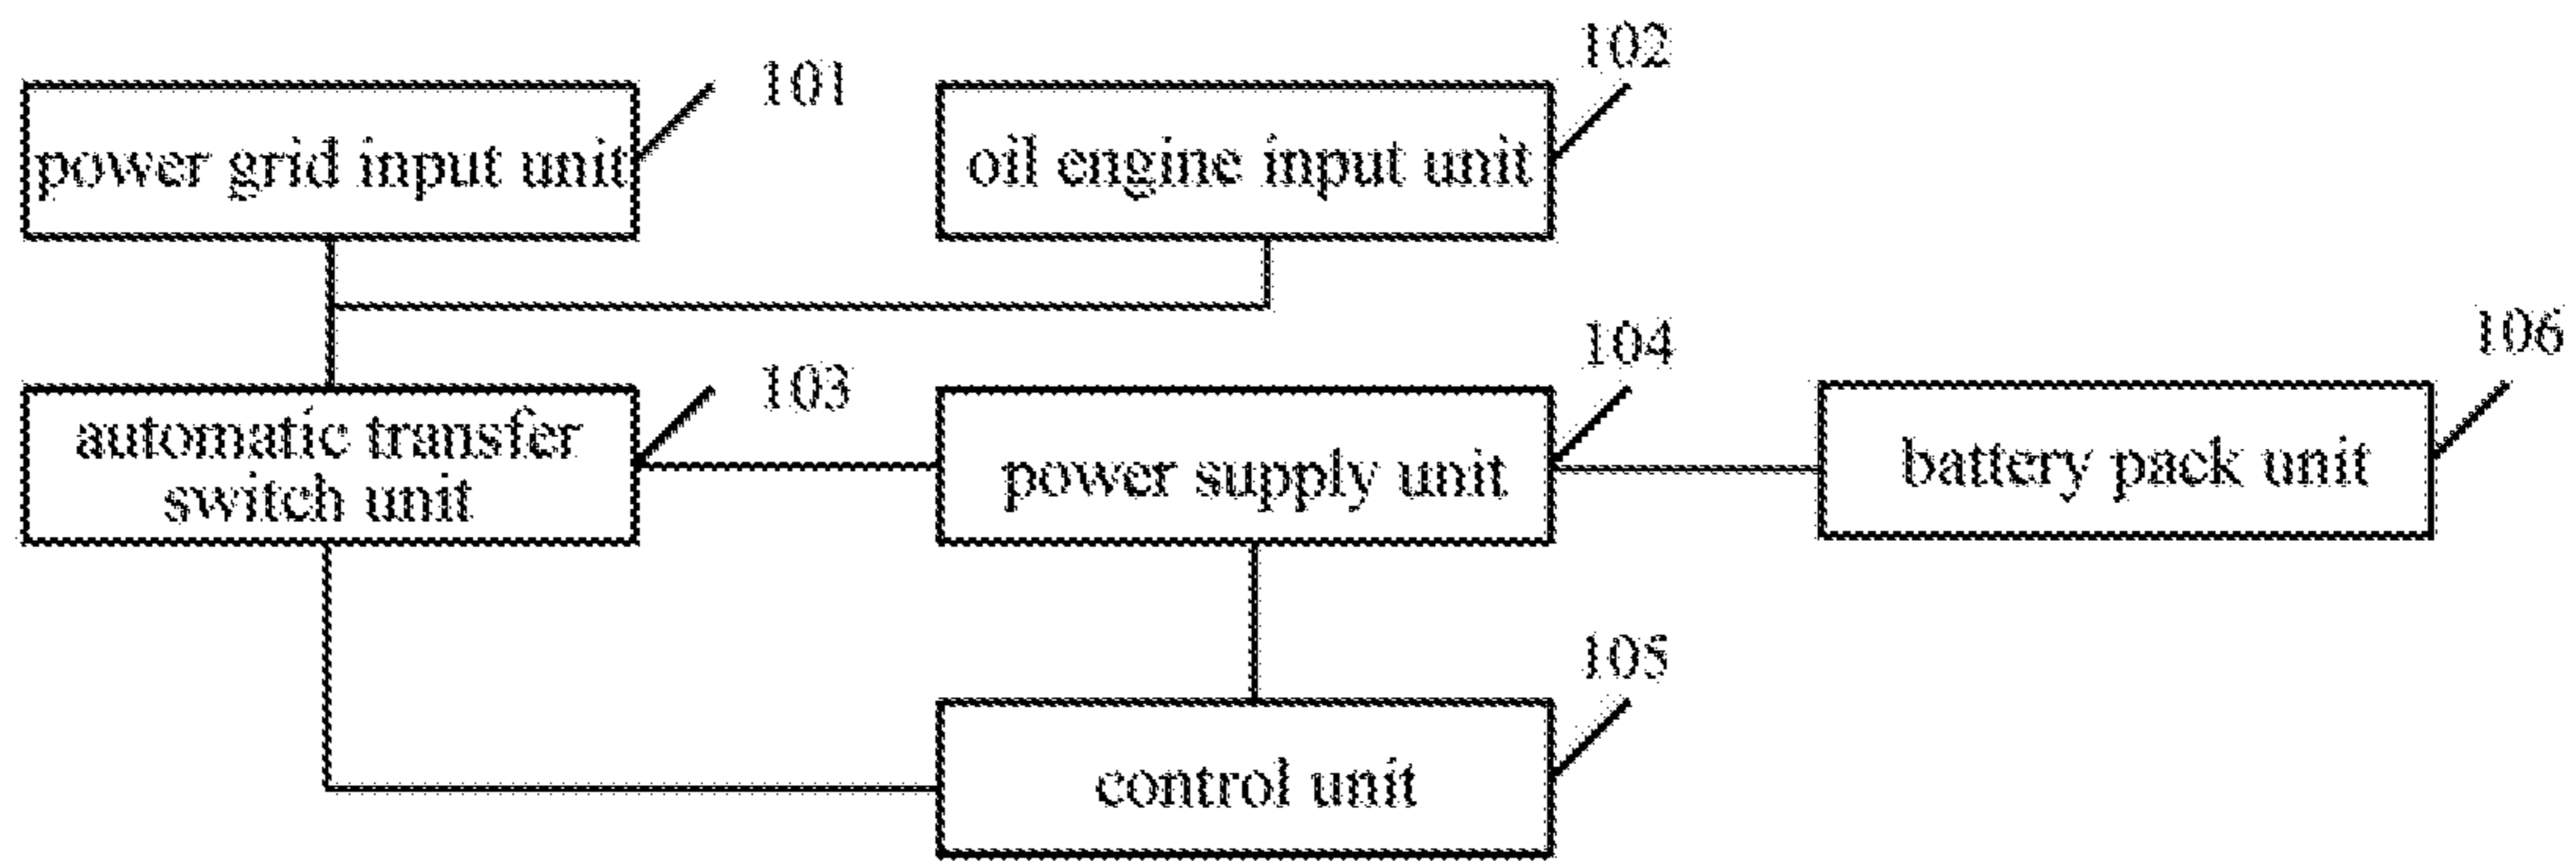 101
102
power grid input unit
oil engine input unit
103
104
106
automatic transfer
switch unit
power supply unit
battery pack unit
105
control unit